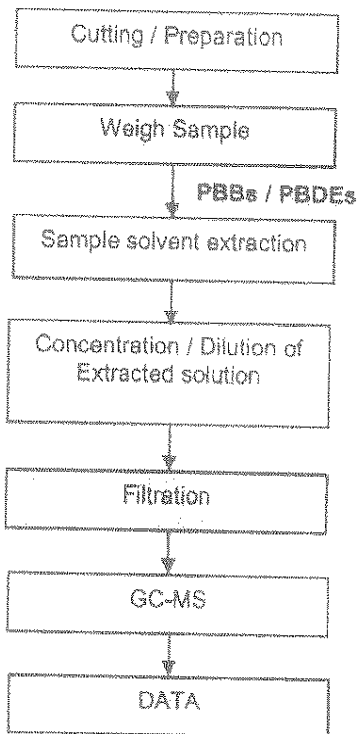 Cutting / Preparation
Weigh Sample
PBBs / PBDEs
Sample solvent extraction
Concentration / Dilution of
Extracted solution
Filtration
GC-MS
DATA